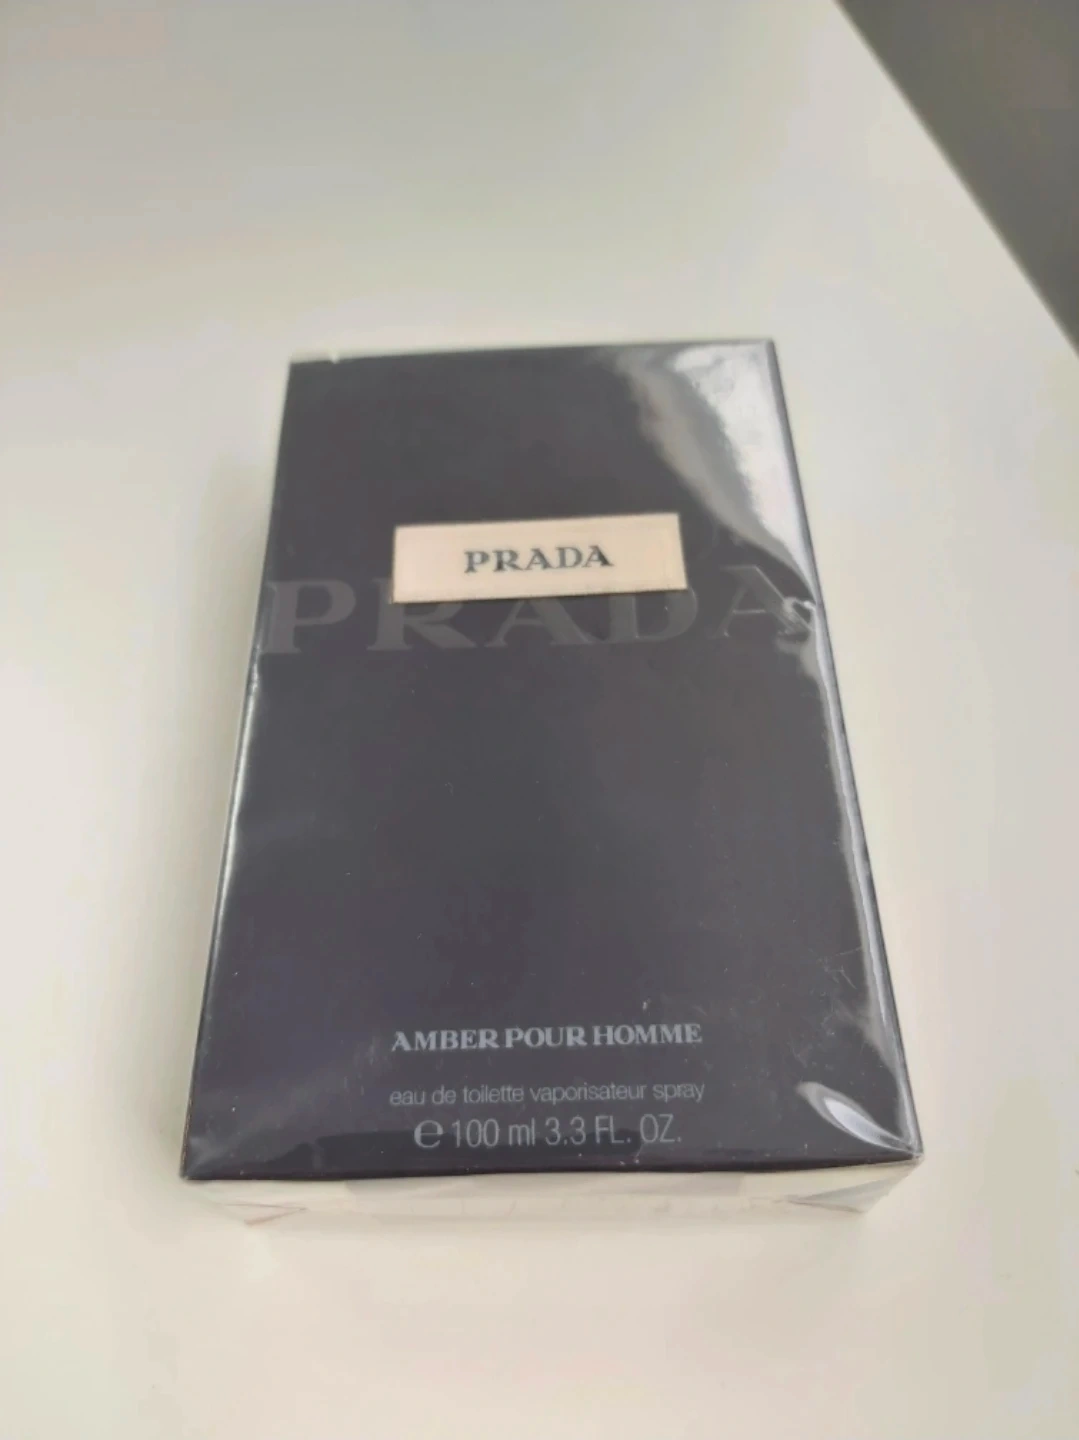 PRADA
PRADA
AMBER POUR HOMME
eau de toilette vaporisateur spray
℮ 100 ml 3.3 FL. OZ.